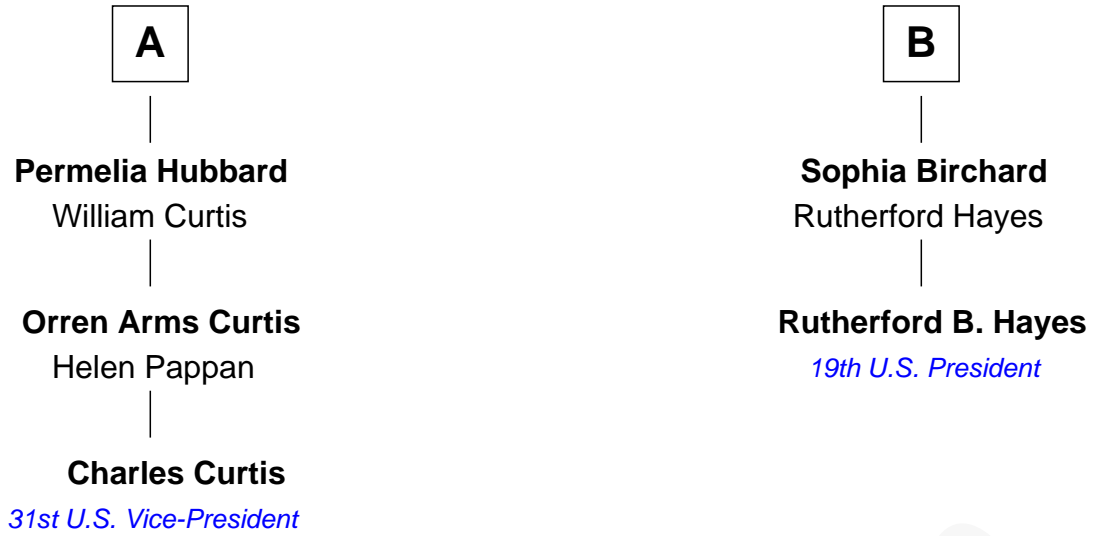 A
B
Permelia Hubbard
William Curtis
Sophia Birchard
Rutherford Hayes
Orren Arms Curtis
Helen Pappan
Rutherford B. Hayes
19th U.S. President
Charles Curtis
31st U.S. Vice-President